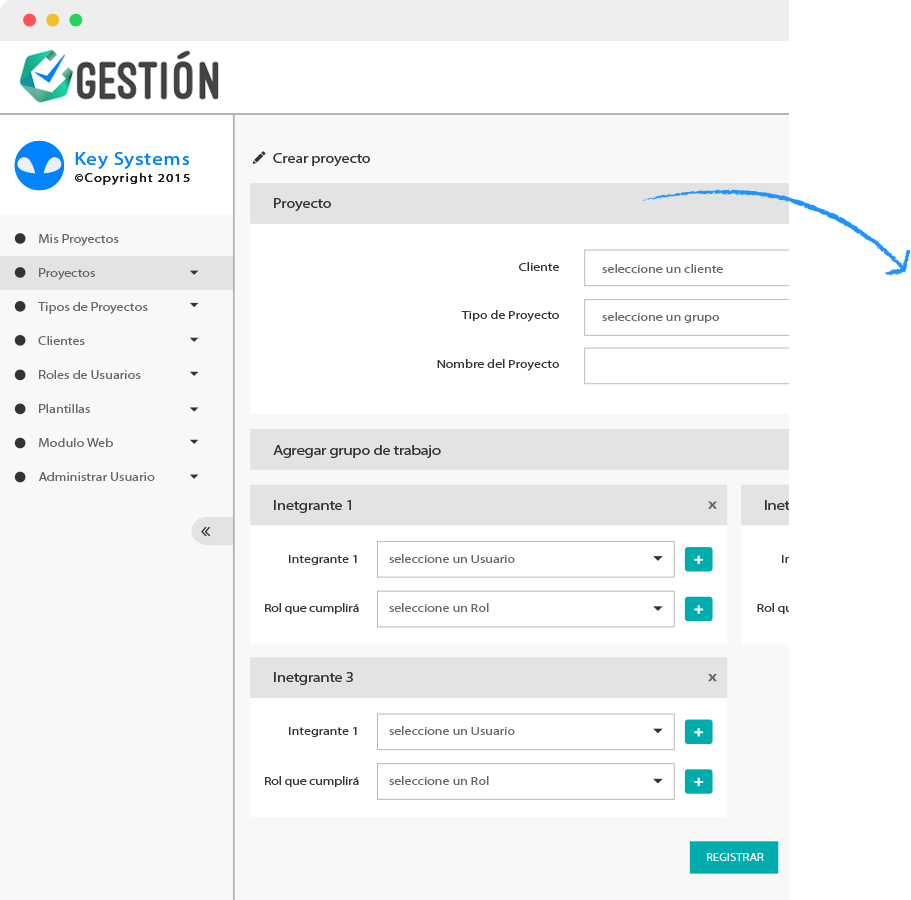 GESTIÓN
Key Systems
©Copyright 2015
Mis Proyectos
Proyectos
Tipos de Proyectos
Clientes
Roles de Usuarios
Plantillas
Modulo Web
Administrar Usuario
«
Crear proyecto
Proyecto
Cliente seleccione un cliente
Tipo de Proyecto seleccione un grupo
Nombre del Proyecto
Agregar grupo de trabajo
Inetgrante 1 x
Integrante 1 seleccione un Usuario +
Rol que cumplirá seleccione un Rol +
Inet
Ir
Rol qu
Inetgrante 3 x
Integrante 1 seleccione un Usuario +
Rol que cumplirá seleccione un Rol +
REGISTRAR